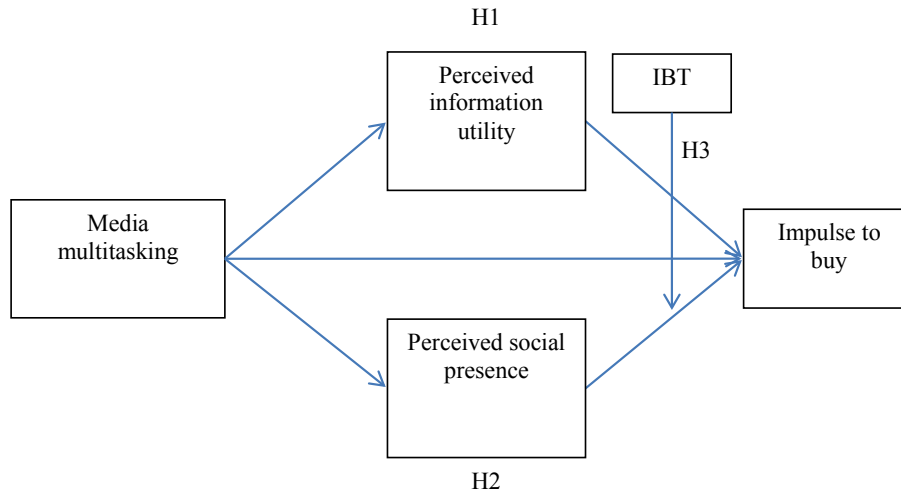 H1
Perceived
information
utility
IBT
H3
Media
multitasking
Impulse to
buy
Perceived social
presence
H2